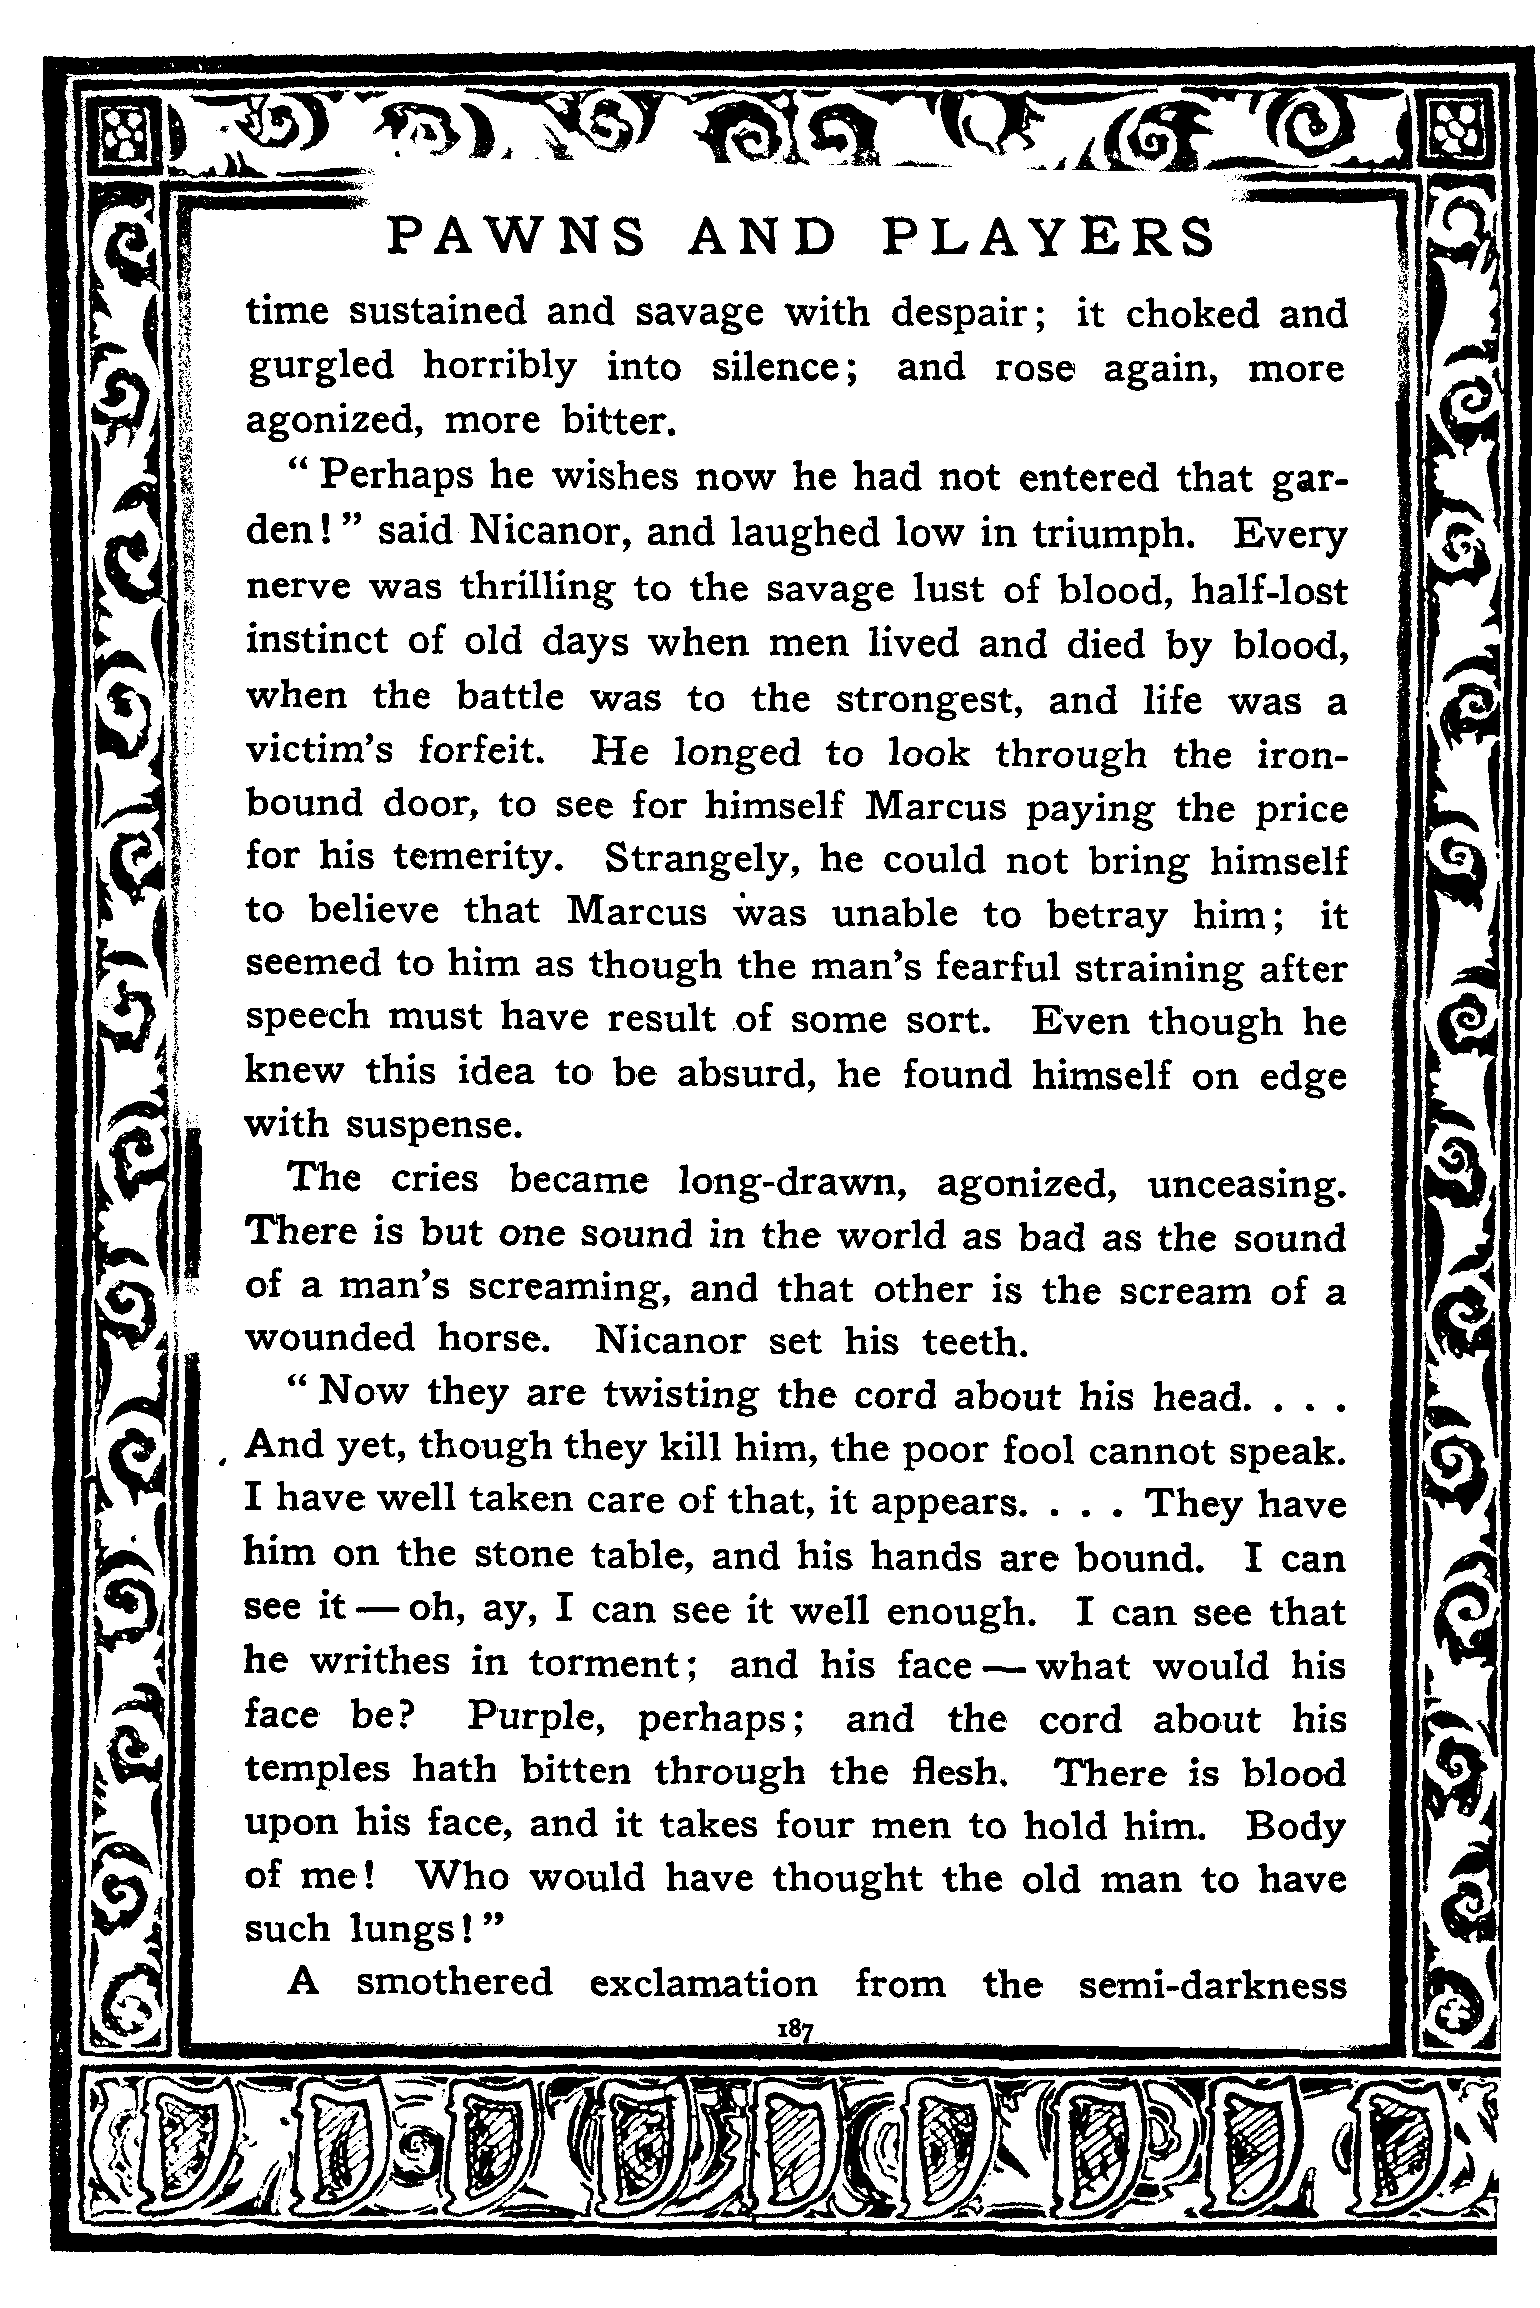 PAWNS AND PLAYERS
time sustained and savage with despair; it choked and
gurgled horribly into silence; and rose again, more
agonized, more bitter.
“Perhaps he wishes now he had not entered that gar-
den!” said Nicanor, and laughed low in triumph. Every
nerve was thrilling to the savage lust of blood, half-lost
instinct of old days when men lived and died by blood,
when the battle was to the strongest, and life was a
victim’s forfeit. He longed to look through the iron-
bound door, to see for himself Marcus paying the price
for his temerity. Strangely, he could not bring himself
to believe that Marcus was unable to betray him; it
seemed to him as though the man’s fearful straining after
speech must have result of some sort. Even though he
knew this idea to be absurd, he found himself on edge
with suspense.
The cries became long-drawn, agonized, unceasing.
There is but one sound in the world as bad as the sound
of a man’s screaming, and that other is the scream of a
wounded horse. Nicanor set his teeth.
“Now they are twisting the cord about his head. . . .
And yet, though they kill him, the poor fool cannot speak.
I have well taken care of that, it appears. . . . They have
him on the stone table, and his hands are bound. I can
see it — oh, ay, I can see it well enough. I can see that
he writhes in torment; and his face — what would his
face be? Purple, perhaps; and the cord about his
temples hath bitten through the flesh. There is blood
upon his face, and it takes four men to hold him. Body
of me! Who would have thought the old man to have
such lungs!”
A smothered exclamation from the semi-darkness
187